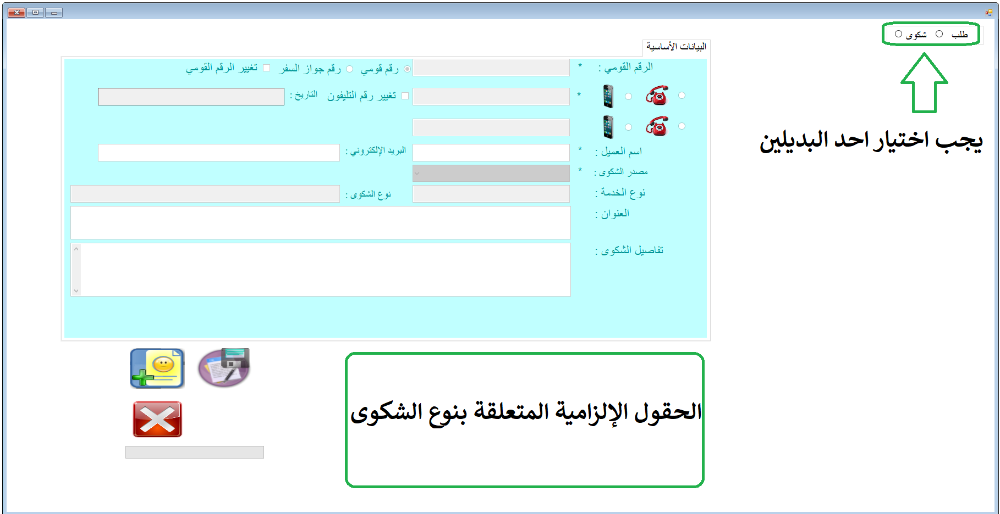 طلب شكوى
البيانات الأساسية
الرقم القومي : * رقم قومي رقم جواز السفر تغيير الرقم القومي
* تغيير رقم التليفون التاريخ :
يجب اختيار احد البديلين
اسم العميل : * البريد الإلكتروني :
مصدر الشكوى : *
نوع الخدمة : نوع الشكوى :
العنوان :
تفاصيل الشكوى :
الحقول الإلزامية المتعلقة بنوع الشكوى